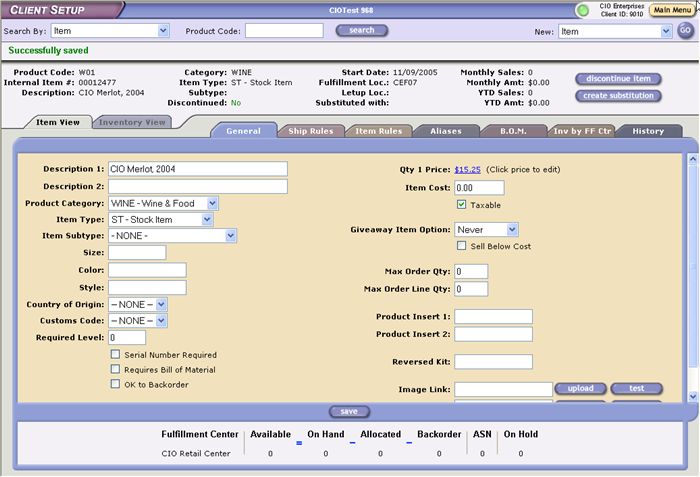 CLIENT SETUP CIOTest 968 CIO Enterprises Client ID: 9010 Main Menu
Search By: Item Product Code: search New: Item GO
Successfully saved
Product Code: W01 Category: WINE Start Date: 11/09/2005 Monthly Sales: 0 discontinue item
Internal Item #: 00012477 Item Type: ST - Stock Item Fulfillment Loc.: CEF07 Monthly Amt: $0.00
Description: CIO Merlot, 2004 Subtype: Letup Loc.: YTD Sales: 0 create substitution
Discontinued: No Substituted with: YTD Amt: $0.00
Item View Inventory View
General Ship Rules Item Rules Aliases B.O.M. Inv by FF Ctr History
Description 1: CIO Merlot, 2004 Qty 1 Price: $15.25 (Click price to edit)
Description 2: Item Cost: 0.00
Product Category: WINE - Wine & Food Taxable
Item Type: ST - Stock Item
Item Subtype: - NONE - Giveaway Item Option: Never
Size: Sell Below Cost
Color: Max Order Qty: 0
Style: Max Order Line Qty: 0
Country of Origin: -- NONE --
Customs Code: -- NONE -- Product Insert 1:
Required Level: 0 Product Insert 2:
Serial Number Required
Requires Bill of Material Reversed Kit:
OK to Backorder Image Link: upload test
save
Fulfillment Center Available = On Hand - Allocated - Backorder ASN On Hold
CIO Retail Center 0 0 0 0 0 0